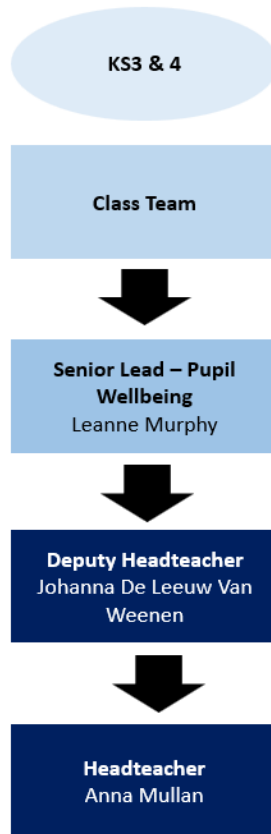 KS3 & 4
Class Team
Senior Lead – Pupil
Wellbeing
Leanne Murphy
Deputy Headteacher
Johanna De Leeuw Van
Weenen
Headteacher
Anna Mullan